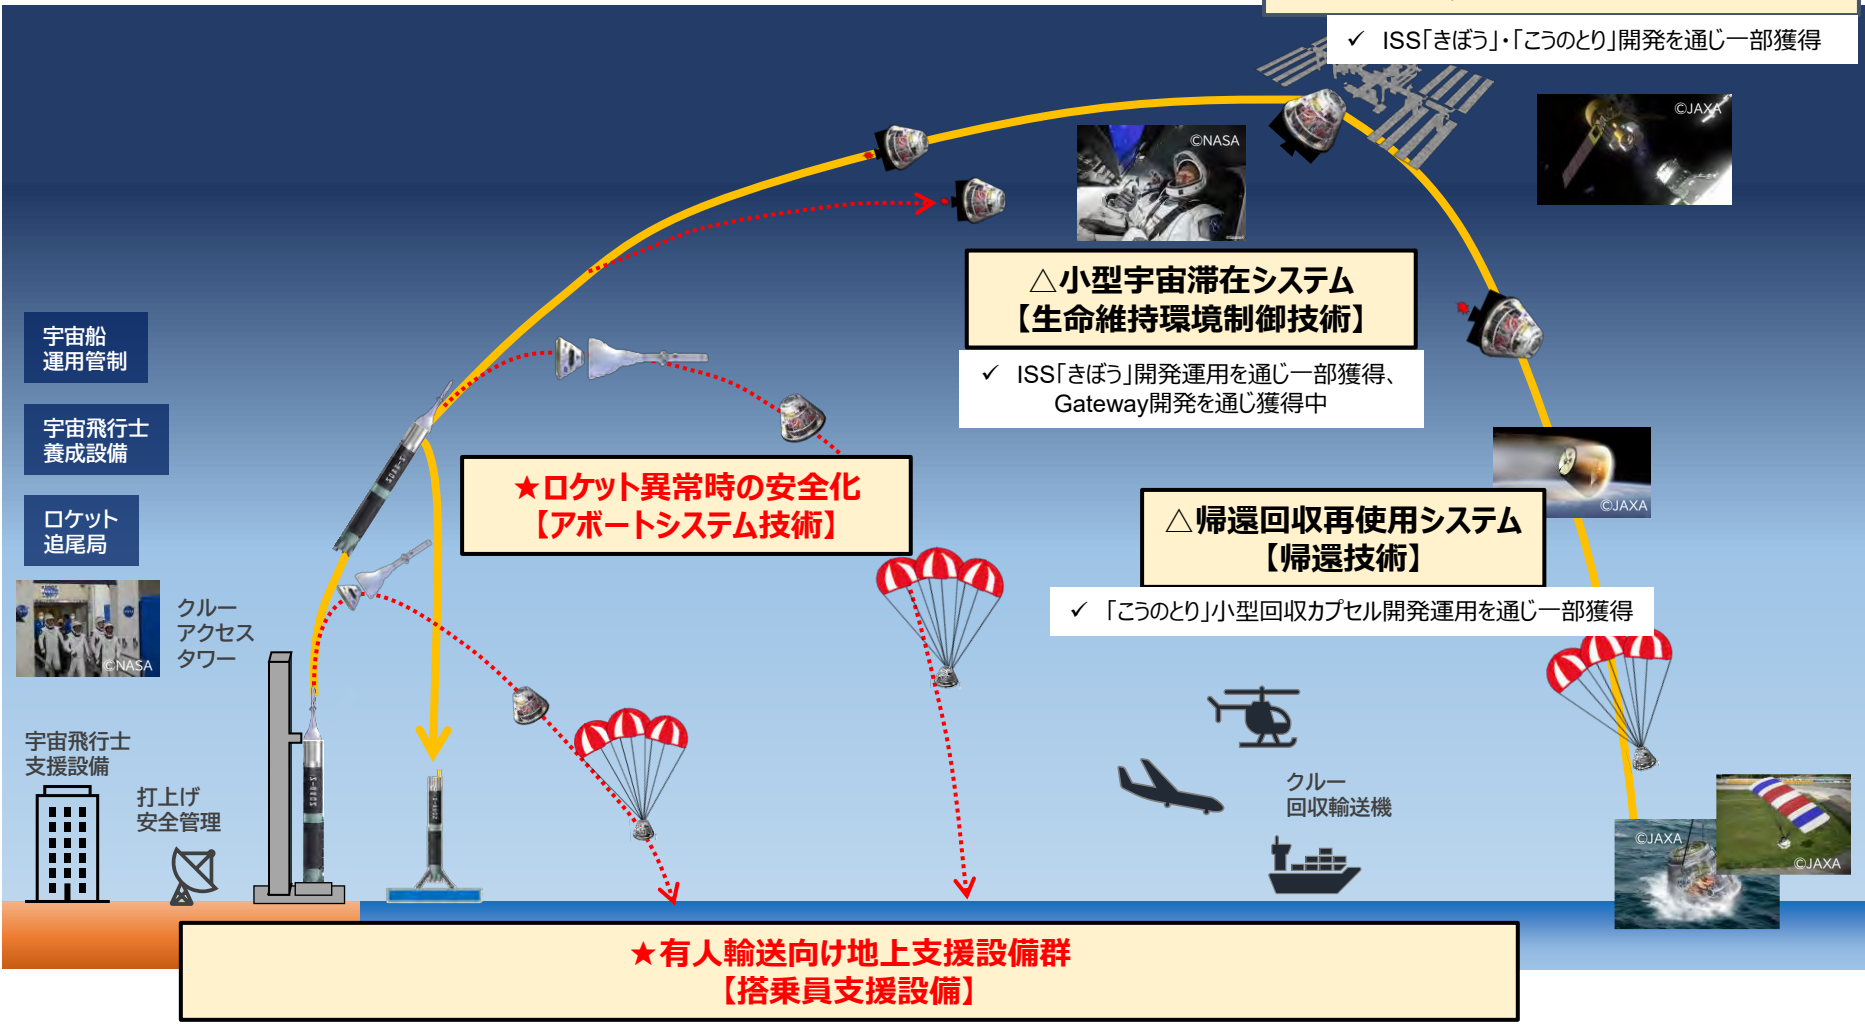 ✓ ISS「きぼう」・「こうのとり」開発を通じ一部獲得
©JAXA
©NASA
△小型宇宙滞在システム
【生命維持環境制御技術】
✓ ISS「きぼう」開発運用を通じ一部獲得、
Gateway開発を通じ獲得中
宇宙船
運用管制
宇宙飛行士
養成設備
ロケット
追尾局
★ロケット異常時の安全化
【アボートシステム技術】
©JAXA
△帰還回収再使用システム
【帰還技術】
✓ 「こうのとり」小型回収カプセル開発運用を通じ一部獲得
©NASA
クルー
アクセス
タワー
宇宙飛行士
支援設備
打上げ
安全管理
クルー
回収輸送機
©JAXA
©JAXA
★有人輸送向け地上支援設備群
【搭乗員支援設備】